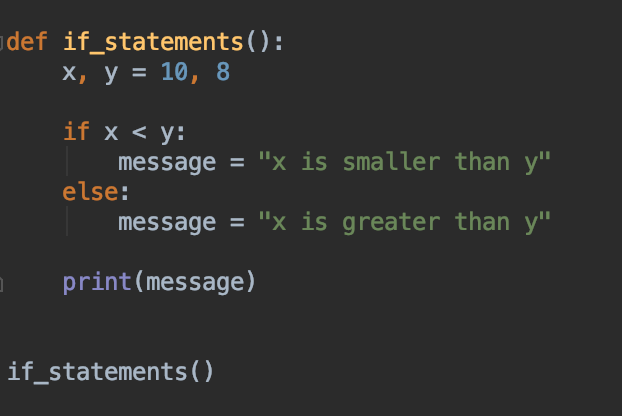 def if_statements():
    x, y = 10, 8

    if x < y:
        message = "x is smaller than y"
    else:
        message = "x is greater than y"

    print(message)


if_statements()